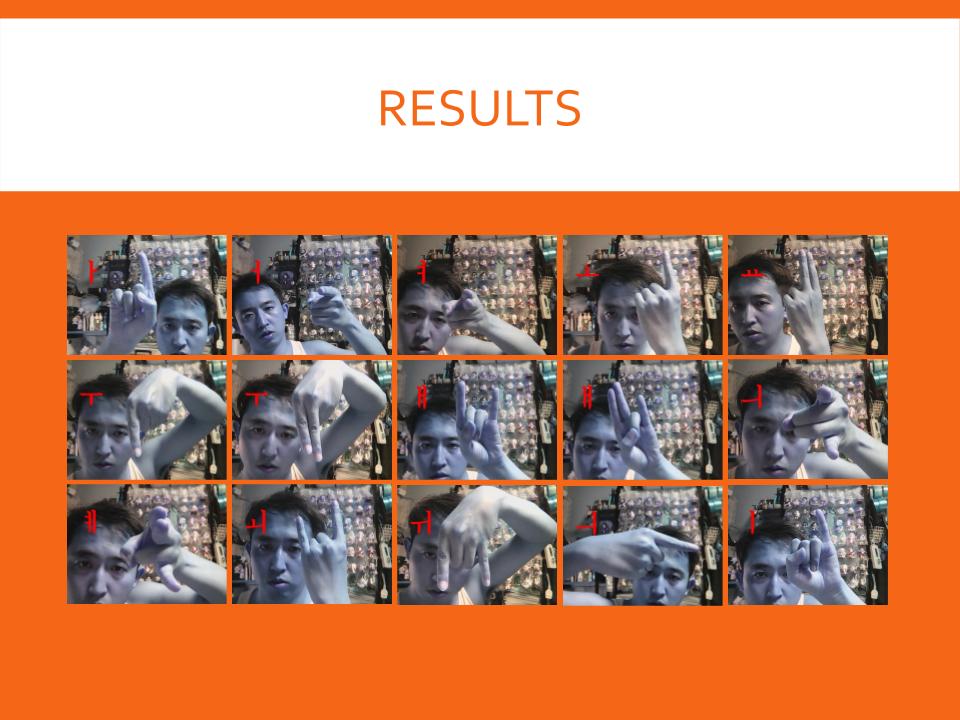 RESULTS
ㅏ ㅓ ㅕ ㅗ ㅛ
ㅜ ㅜ
ㅖ ㅚ ㅟ ㅢ ㅣ